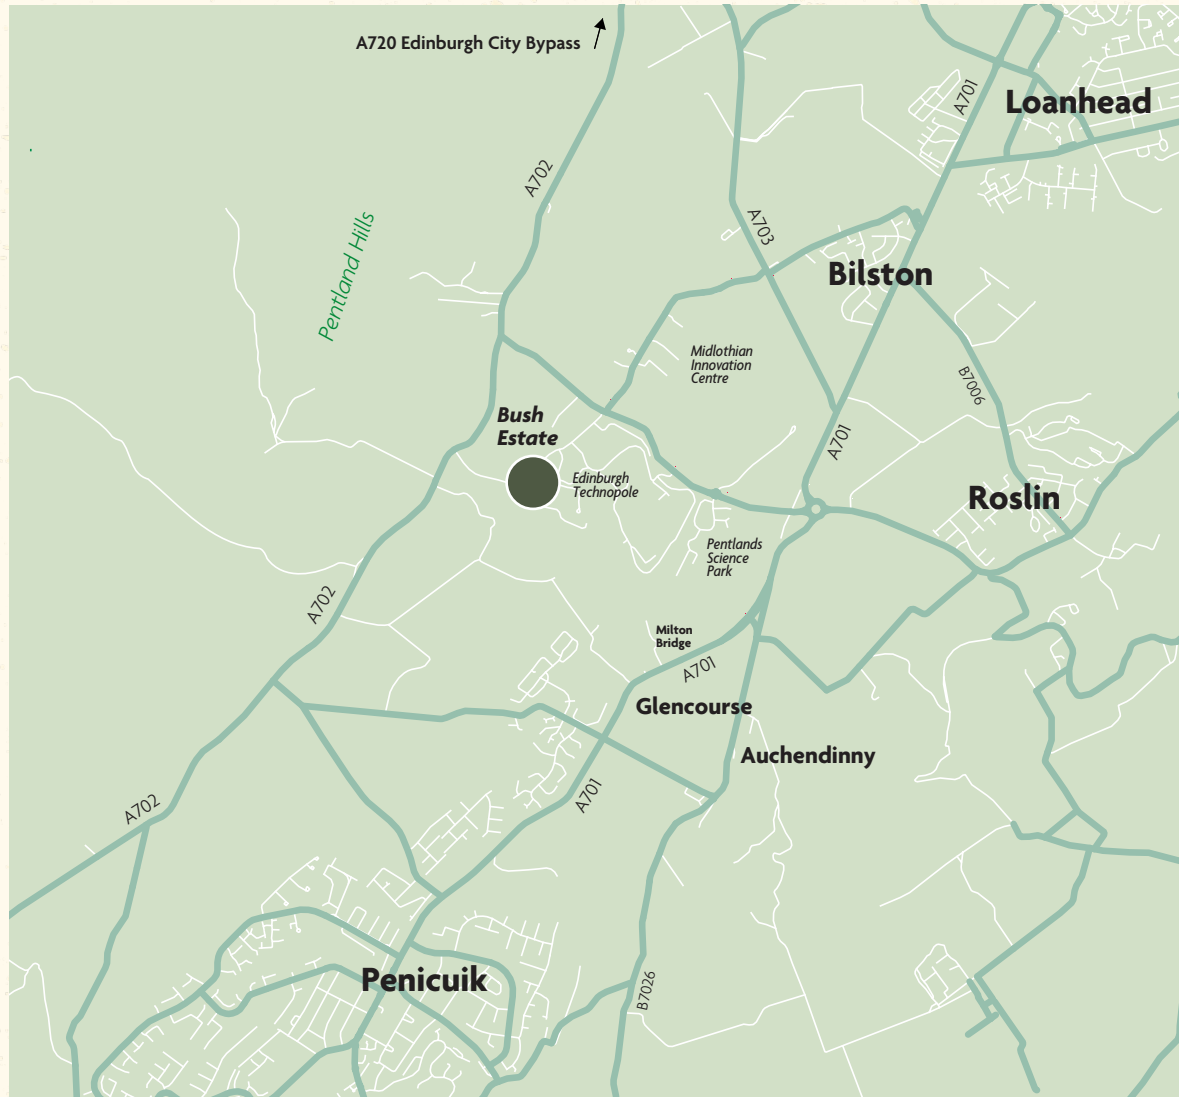 A720 Edinburgh City Bypass
A701
Loanhead
A702
A703
Pentland Hills
Bilston
Midlothian
Innovation
Centre
B7006
Bush
Estate
A701
Edinburgh
Technopole
Roslin
Pentlands
Science
Park
A702
Milton
Bridge
A701
Glencourse
Auchendinny
A701
A702
Penicuik
B7026